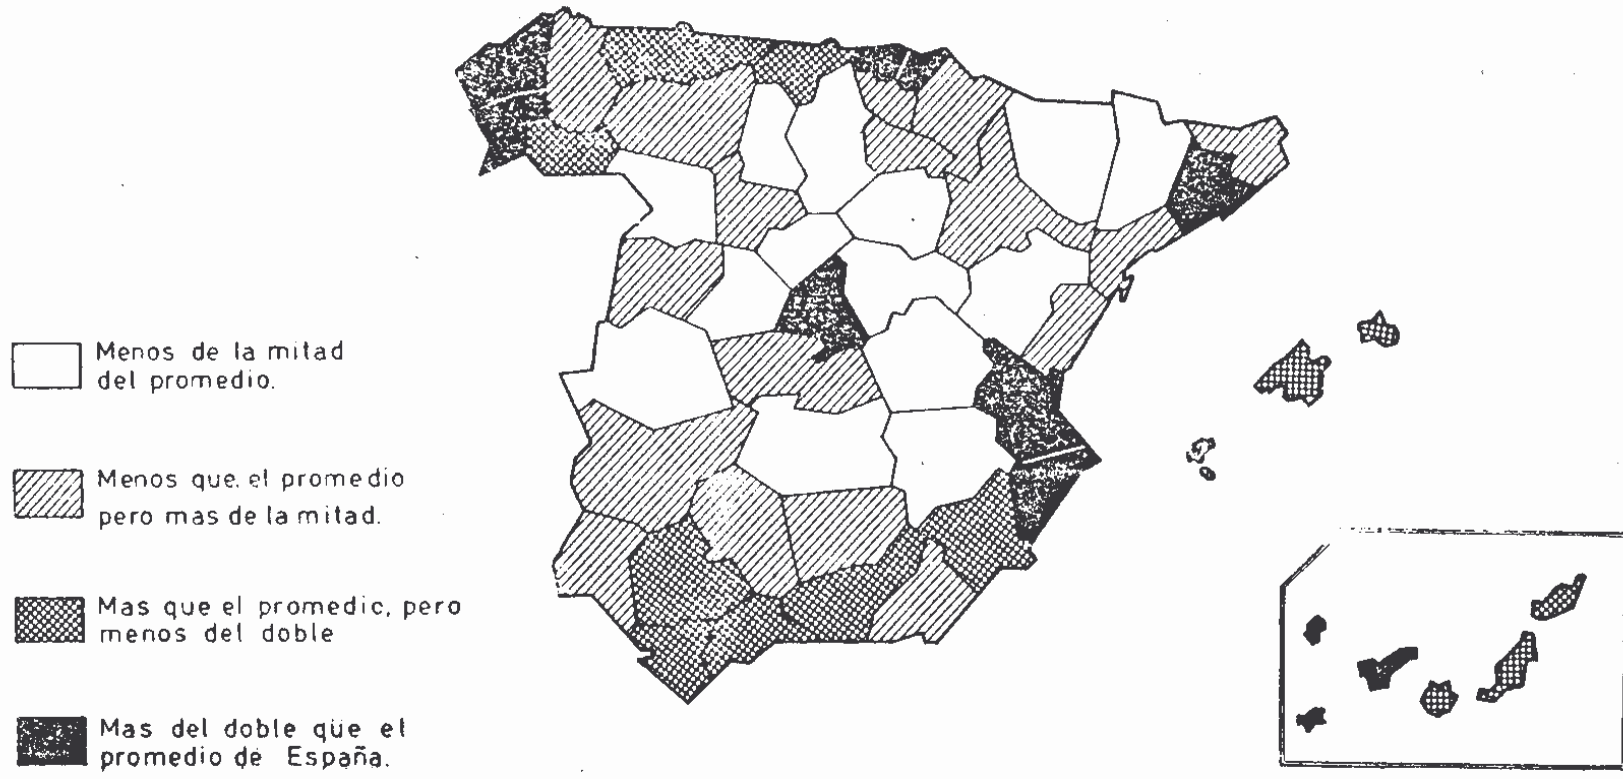 Menos de la mitad
del promedio.
Menos que el promedio
pero mas de la mitad.
Mas que el promedic, pero
menos del doble
Mas del doble que el
promedio de España.